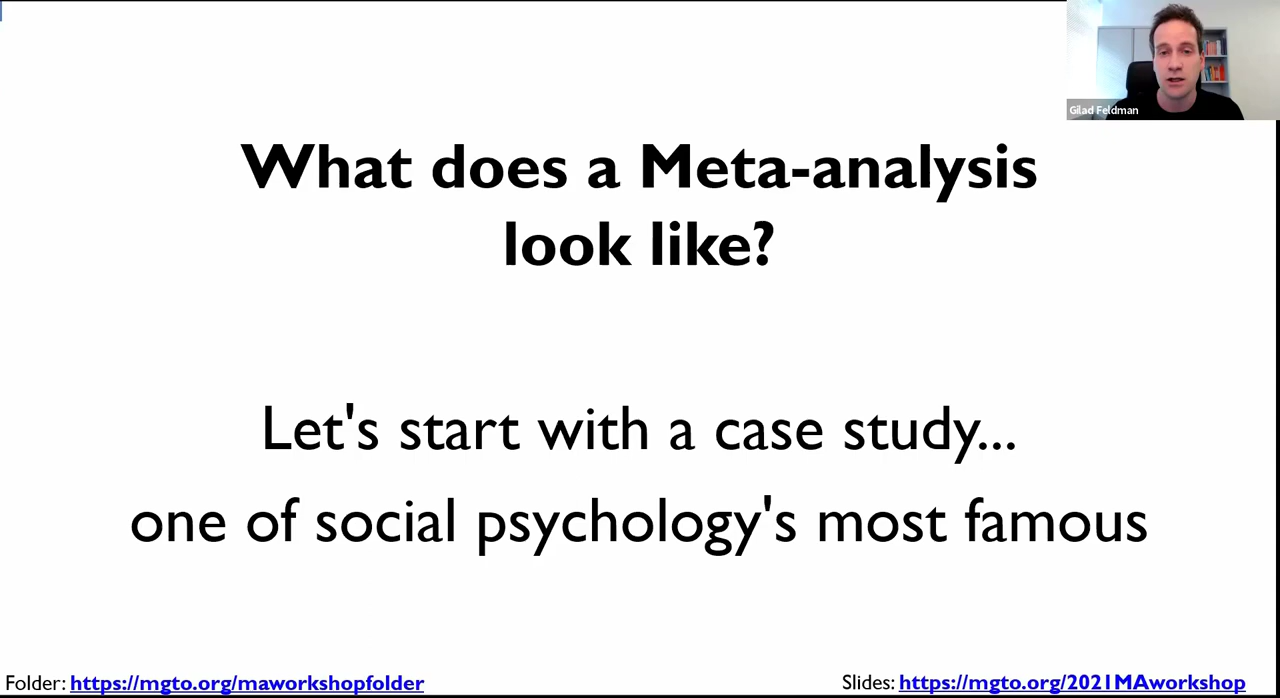 Gilad Feldman
What does a Meta-analysis
look like?
Let's start with a case study...
one of social psychology's most famous
Folder: https://mgto.org/maworkshopfolder
Slides: https://mgto.org/2021MAworkshop